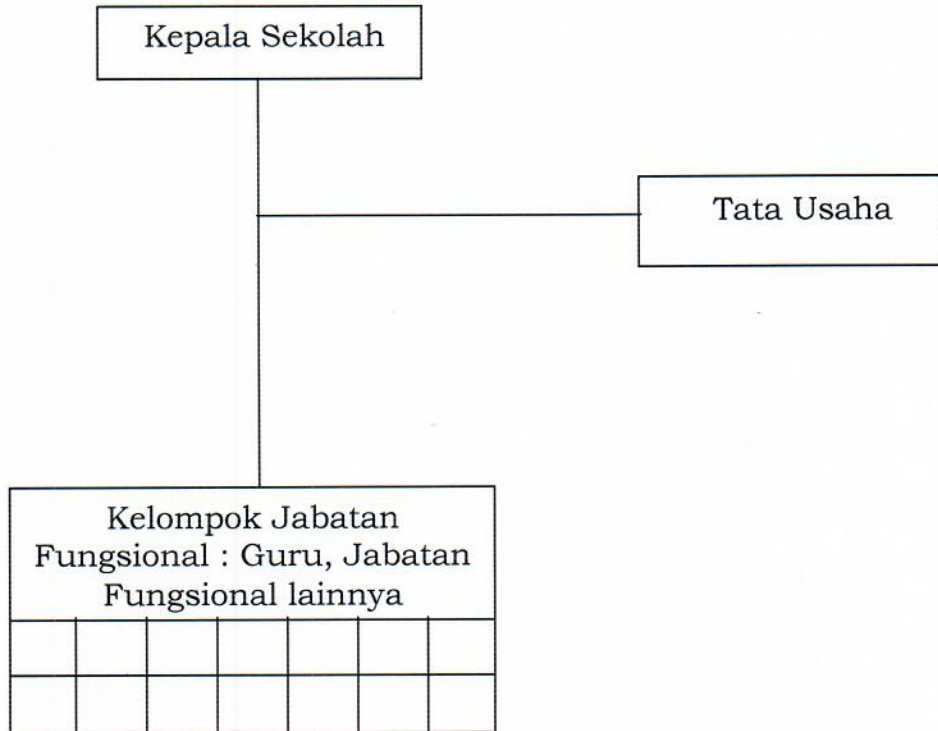 Kepala Sekolah
Tata Usaha
Kelompok Jabatan
Fungsional : Guru, Jabatan
Fungsional lainnya